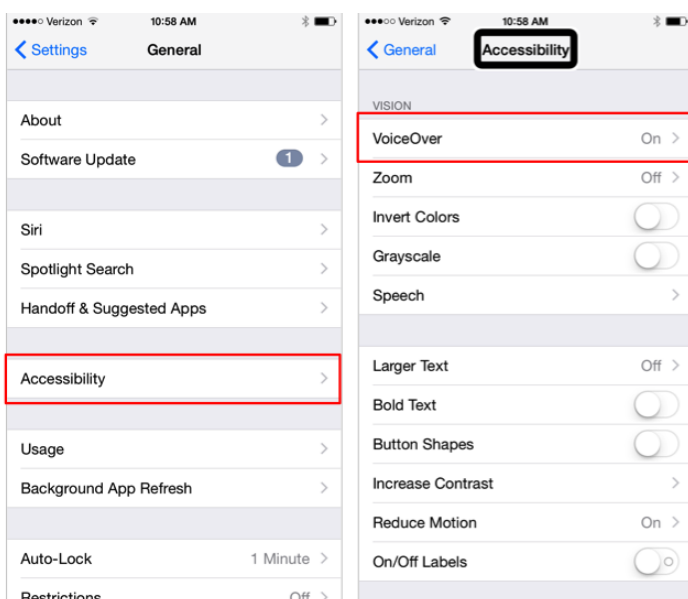 Verizon 10:58 AM
Settings General
About
Software Update 1
Siri
Spotlight Search
Handoff & Suggested Apps
Accessibility
Usage
Background App Refresh
Auto-Lock 1 Minute
Restrictions Off
Verizon 10:58 AM
General Accessibility
VISION
VoiceOver On
Zoom Off
Invert Colors
Grayscale
Speech
Larger Text Off
Bold Text
Button Shapes
Increase Contrast
Reduce Motion On
On/Off Labels